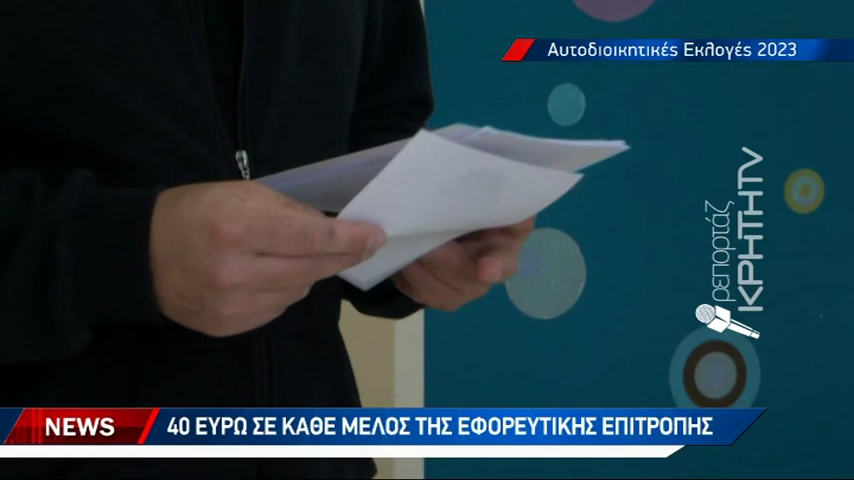 Αυτοδιοικητικές Εκλογές 2023
ρεπορτάζ
ΚΡΗΤΗTV
NEWS
40 ΕΥΡΩ ΣΕ ΚΑΘΕ ΜΕΛΟΣ ΤΗΣ ΕΦΟΡΕΥΤΙΚΗΣ ΕΠΙΤΡΟΠΗΣ